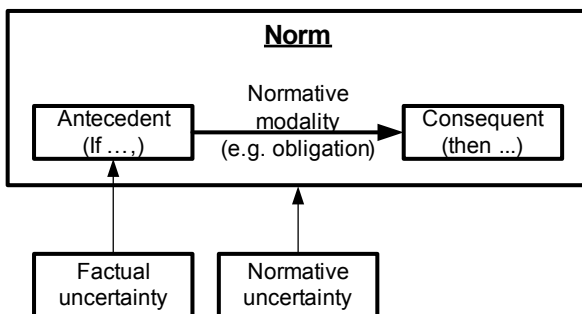 Norm
Normative
modality
(e.g. obligation)
Antecedent
(If ...,)
Consequent
(then ...)
Factual
uncertainty
Normative
uncertainty